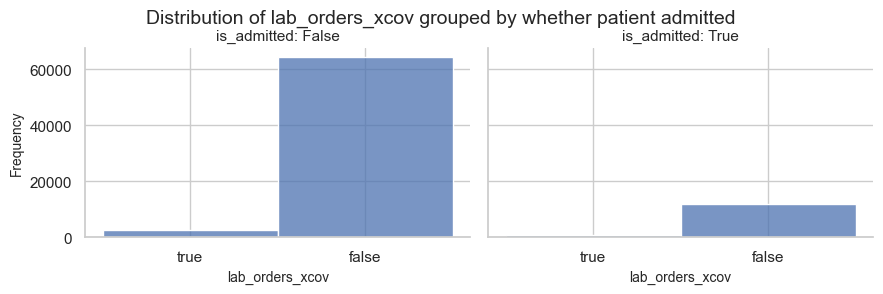 Distribution of lab_orders_xcov grouped by whether patient admitted
is_admitted: False
is_admitted: True
Frequency
60000
40000
20000
0
true
false
true
false
lab_orders_xcov
lab_orders_xcov